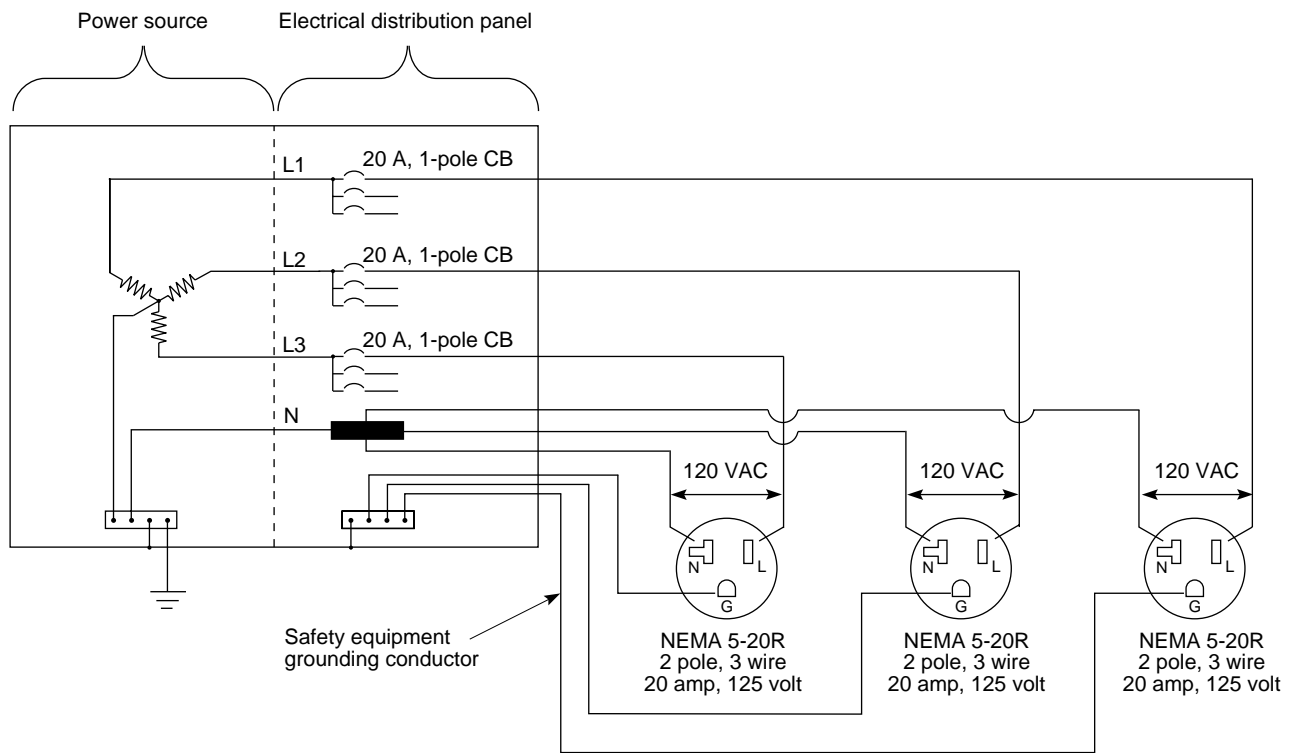 Power source
Electrical distribution panel
L1
20 A, 1-pole CB
L2
20 A, 1-pole CB
L3
20 A, 1-pole CB
N
120 VAC
120 VAC
120 VAC
N
L
G
N
L
G
N
L
G
Safety equipment
grounding conductor
NEMA 5-20R
2 pole, 3 wire
20 amp, 125 volt
NEMA 5-20R
2 pole, 3 wire
20 amp, 125 volt
NEMA 5-20R
2 pole, 3 wire
20 amp, 125 volt